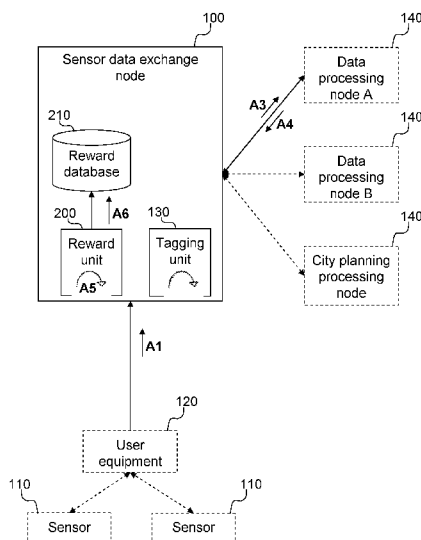 100
Sensor data exchange
node
140
Data
processing
node A
A3
A4
210
Reward
database
140
Data
processing
node B
A6
200
130
Reward
unit
A5
Tagging
unit
140
City planning
processing
node
A1
120
User
equipment
110
Sensor
110
Sensor